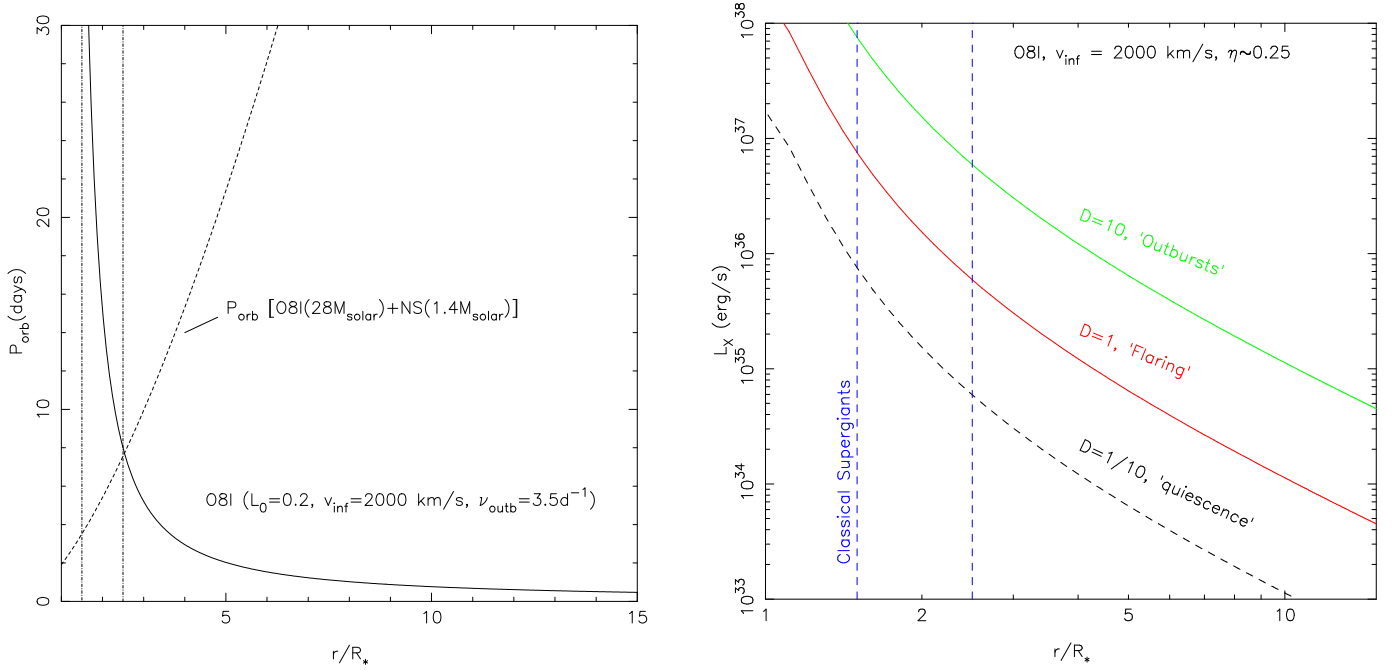 30
20
10
0
5
10
15
P_orb(days)
r/R_*
P_orb [O8I(28M_solar)+NS(1.4M_solar)]
O8I (L_0=0.2, v_inf=2000 km/s, ν_outb=3.5d^-1)
O8I, v_inf = 2000 km/s, η~0.25
10^38
10^37
10^36
10^35
10^34
10^33
L_X (erg/s)
D=10, 'Outbursts'
D=1, 'Flaring'
D=1/10, 'quiescence'
Classical Supergiants
1
2
5
10
r/R_*